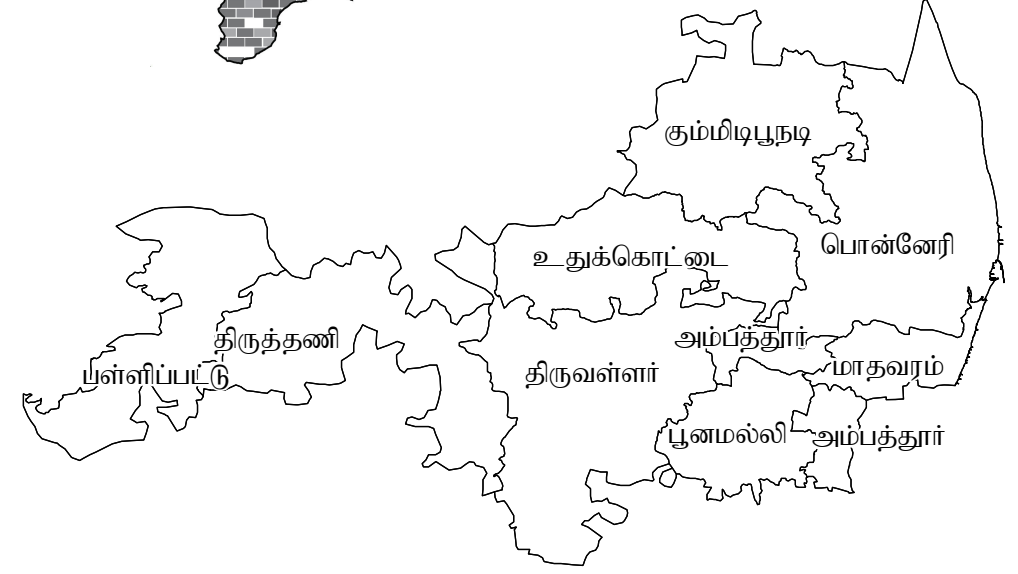 கும்மிடிபூநடி
பொன்னேரி
உதுக்கொட்டை
திருத்தணி
அம்பத்தூர்
பள்ளிப்பட்டு
திருவள்ளர்
மாதவரம்
பூனமல்லி
அம்பத்தூர்